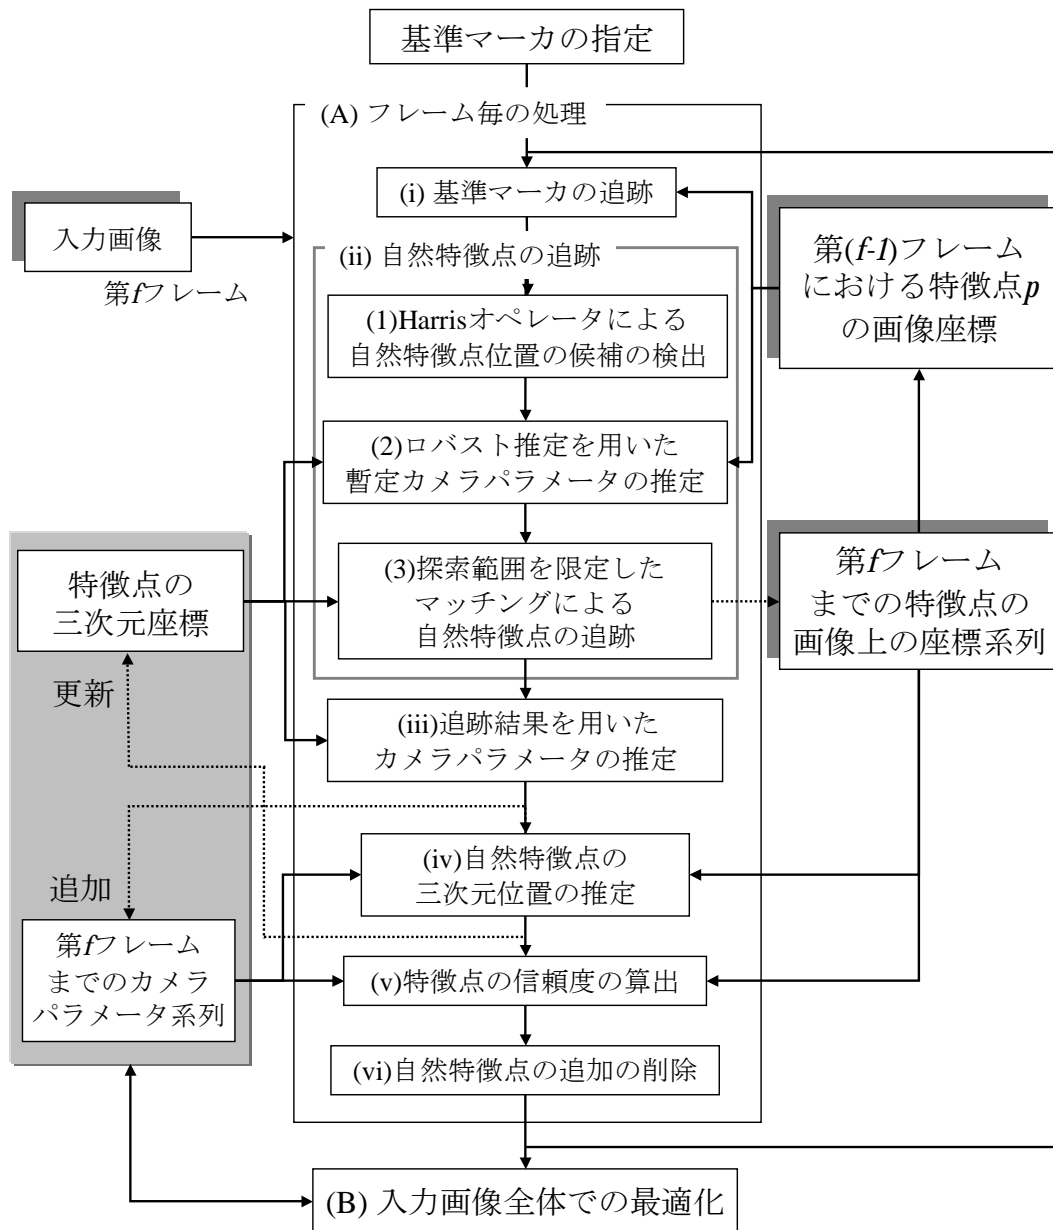 基準マーカの指定
(A) フレーム毎の処理
(i) 基準マーカの追跡
入力画像
第fフレーム
(ii) 自然特徴点の追跡
第(f-1)フレーム
における特徴点p
の画像座標
(1)Harrisオペレータによる
自然特徴点位置の候補の検出
(2)ロバスト推定を用いた
暫定カメラパラメータの推定
(3)探索範囲を限定した
マッチングによる
自然特徴点の追跡
特徴点の
三次元座標
第fフレーム
までの特徴点の
画像上の座標系列
更新
(iii)追跡結果を用いた
カメラパラメータの推定
(iv)自然特徴点の
三次元位置の推定
追加
第fフレーム
までのカメラ
パラメータ系列
(v)特徴点の信頼度の算出
(vi)自然特徴点の追加の削除
(B) 入力画像全体での最適化